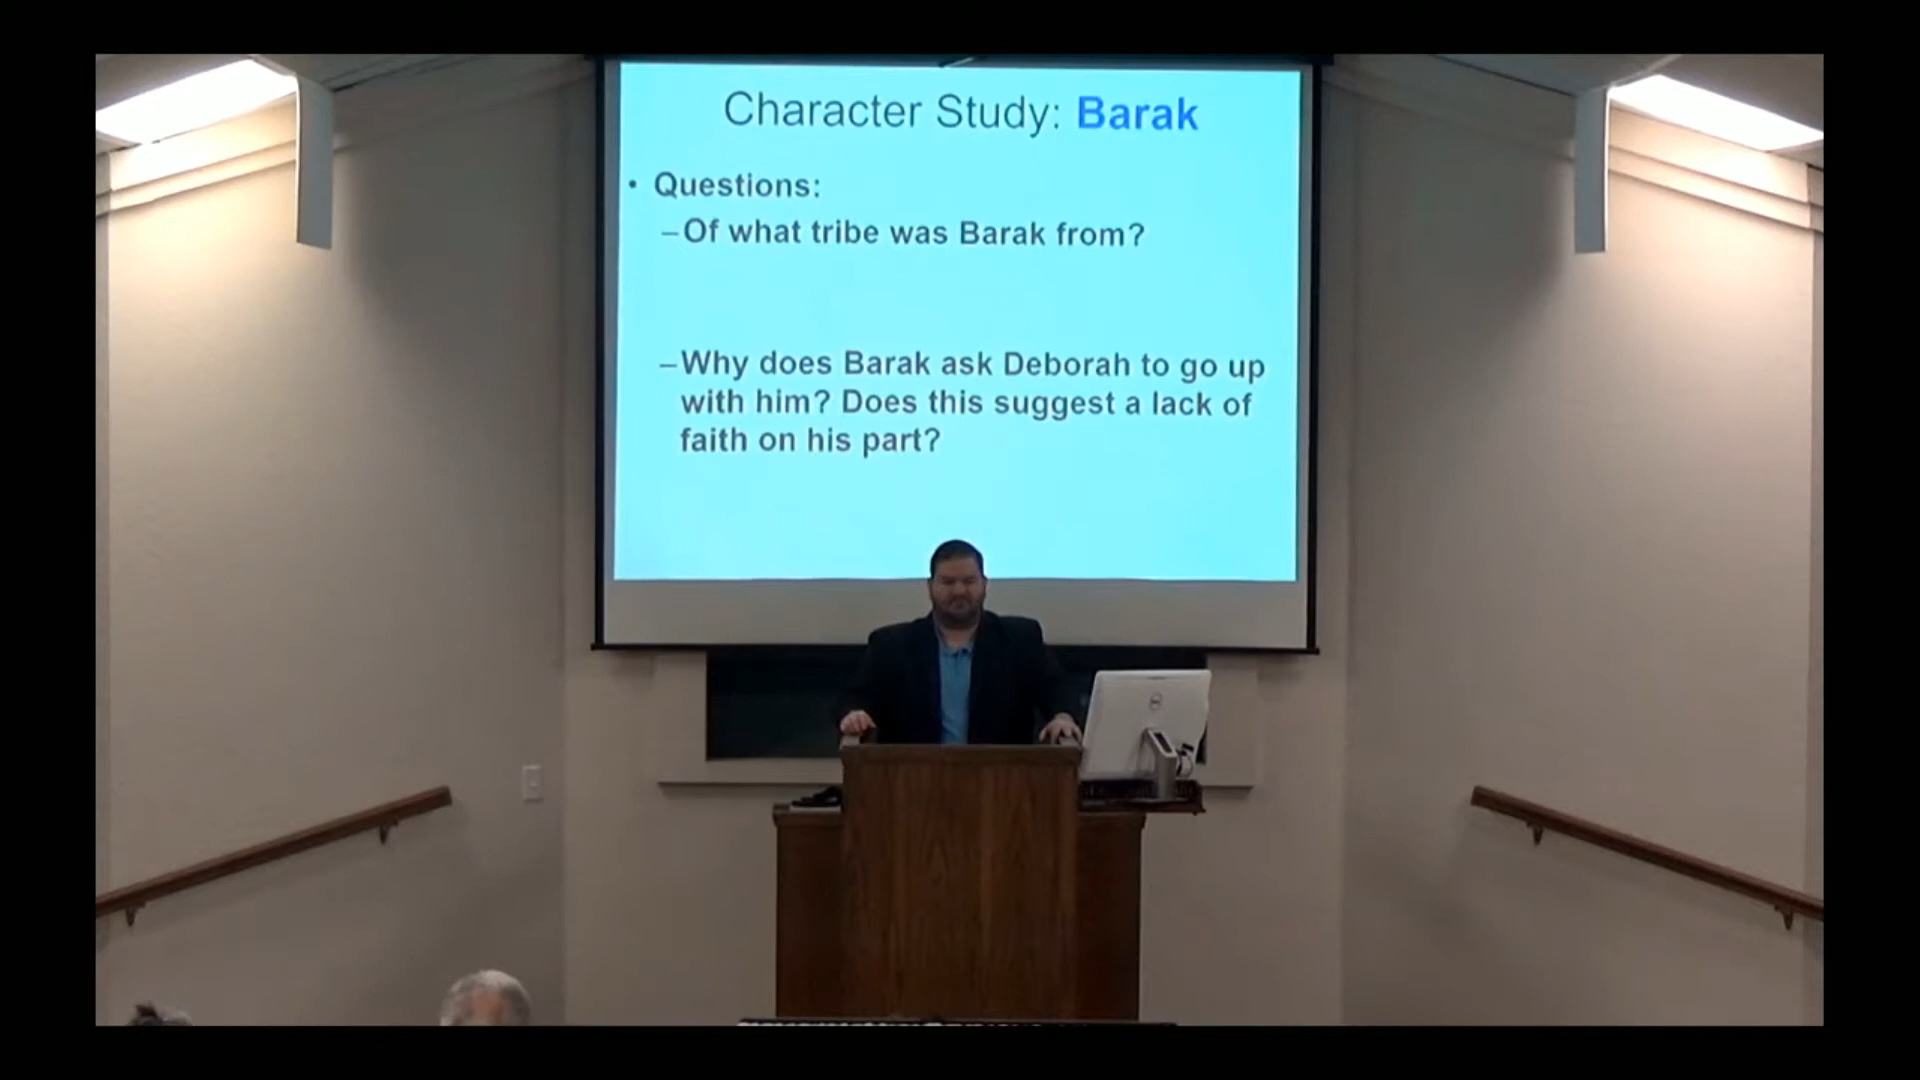 Character Study: Barak
• Questions:
–Of what tribe was Barak from?
–Why does Barak ask Deborah to go up
with him? Does this suggest a lack of
faith on his part?
DELL